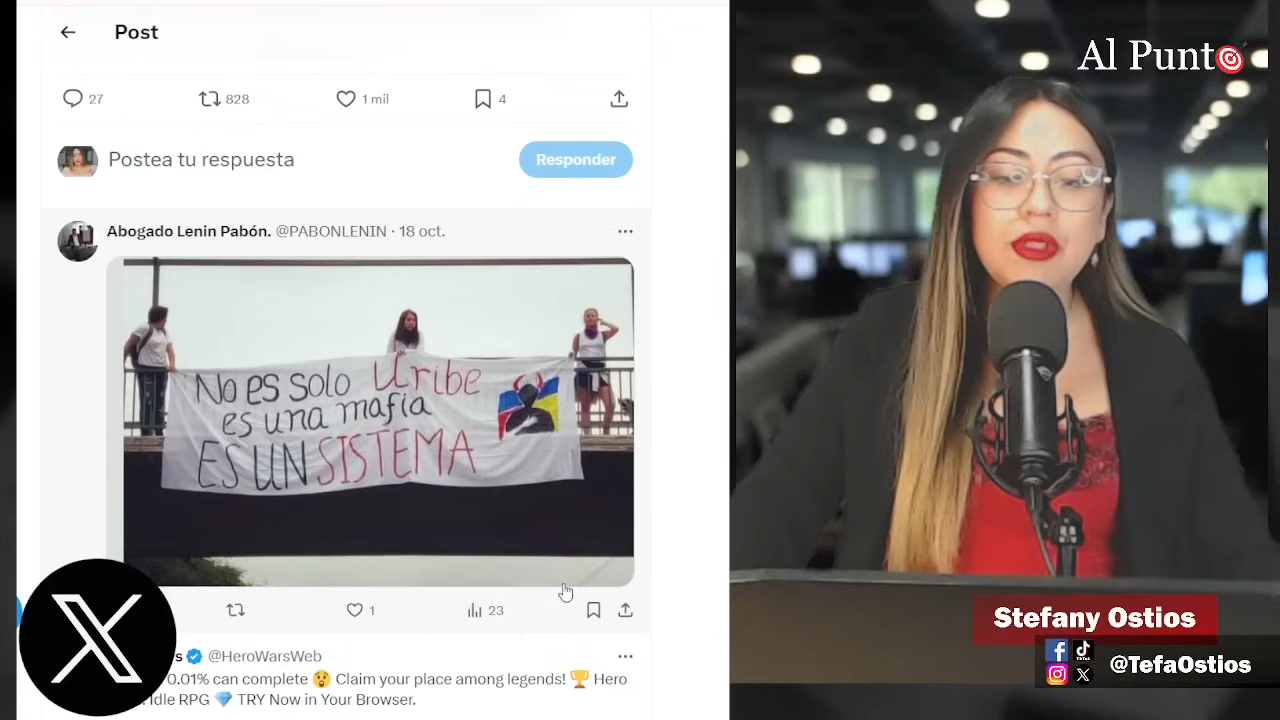 Post
27
828
1 mil
4
Postea tu respuesta
Responder
Abogado Lenin Pabón. @PABONLENIN · 18 oct.
No es solo Uribe
es una mafia
ES UN SISTEMA
1
23
s @HeroWarsWeb
0.01% can complete 😲 Claim your place among legends! 🏆 Hero
Idle RPG 💎 TRY Now in Your Browser.
Al Punto
Stefany Ostios
@TefaOstios